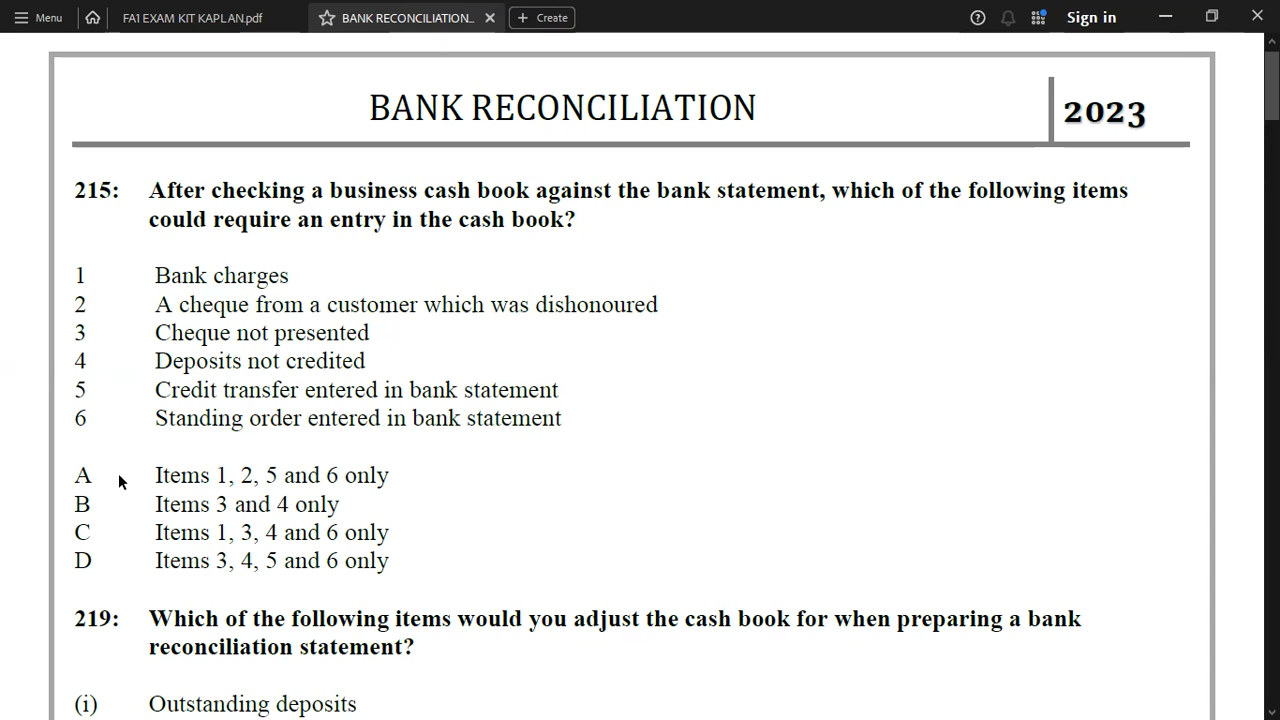 Menu FA1 EXAM KIT KAPLAN.pdf BANK RECONCILIATION... Create Sign in
BANK RECONCILIATION 2023
215: After checking a business cash book against the bank statement, which of the following items
could require an entry in the cash book?
1 Bank charges
2 A cheque from a customer which was dishonoured
3 Cheque not presented
4 Deposits not credited
5 Credit transfer entered in bank statement
6 Standing order entered in bank statement
A Items 1, 2, 5 and 6 only
B Items 3 and 4 only
C Items 1, 3, 4 and 6 only
D Items 3, 4, 5 and 6 only
219: Which of the following items would you adjust the cash book for when preparing a bank
reconciliation statement?
(i) Outstanding deposits